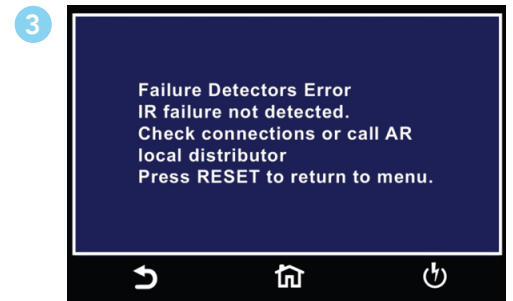 3
Failure Detectors Error
IR failure not detected.
Check connections or call AR
local distributor
Press RESET to return to menu.